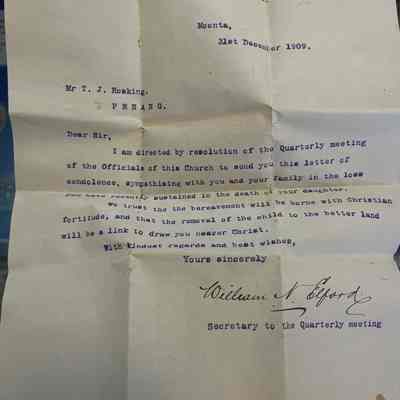 Moonta,
31st December 1909.
Mr T. J. Hosking.
PENANG.
Dear Sir,
I am directed by resolution of the Quarterly meeting
of the Officials of this Church to send you this letter of
condolence, sympathising with you and your family in the loss
you have recently sustained in the death of your daughter.
We trust the the bereavement will be borne with Christian
fortitude, and that the removal of the child to the better land
will be a link to draw you nearer Christ.
With kindest regards and best wishes,
Yours sincerely
William N. Elford
Secretary to the Quarterly meeting